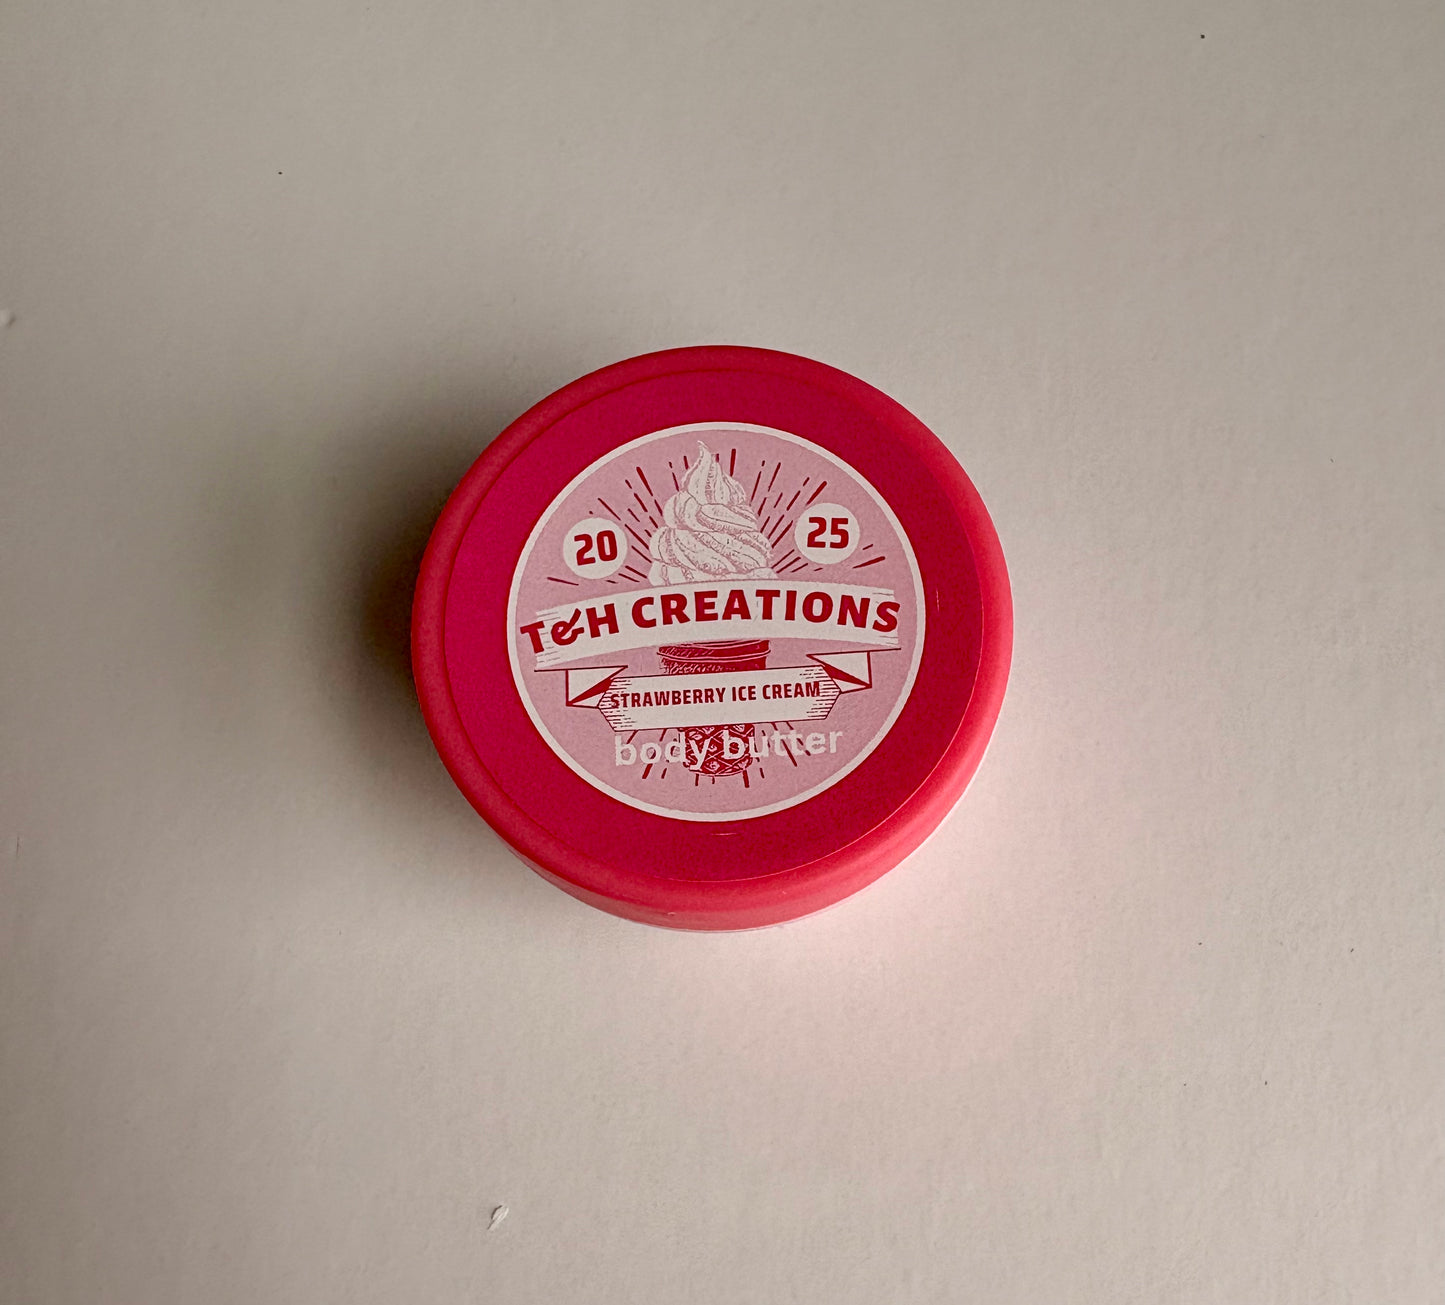 20 25
T&H CREATIONS
STRAWBERRY ICE CREAM
body butter